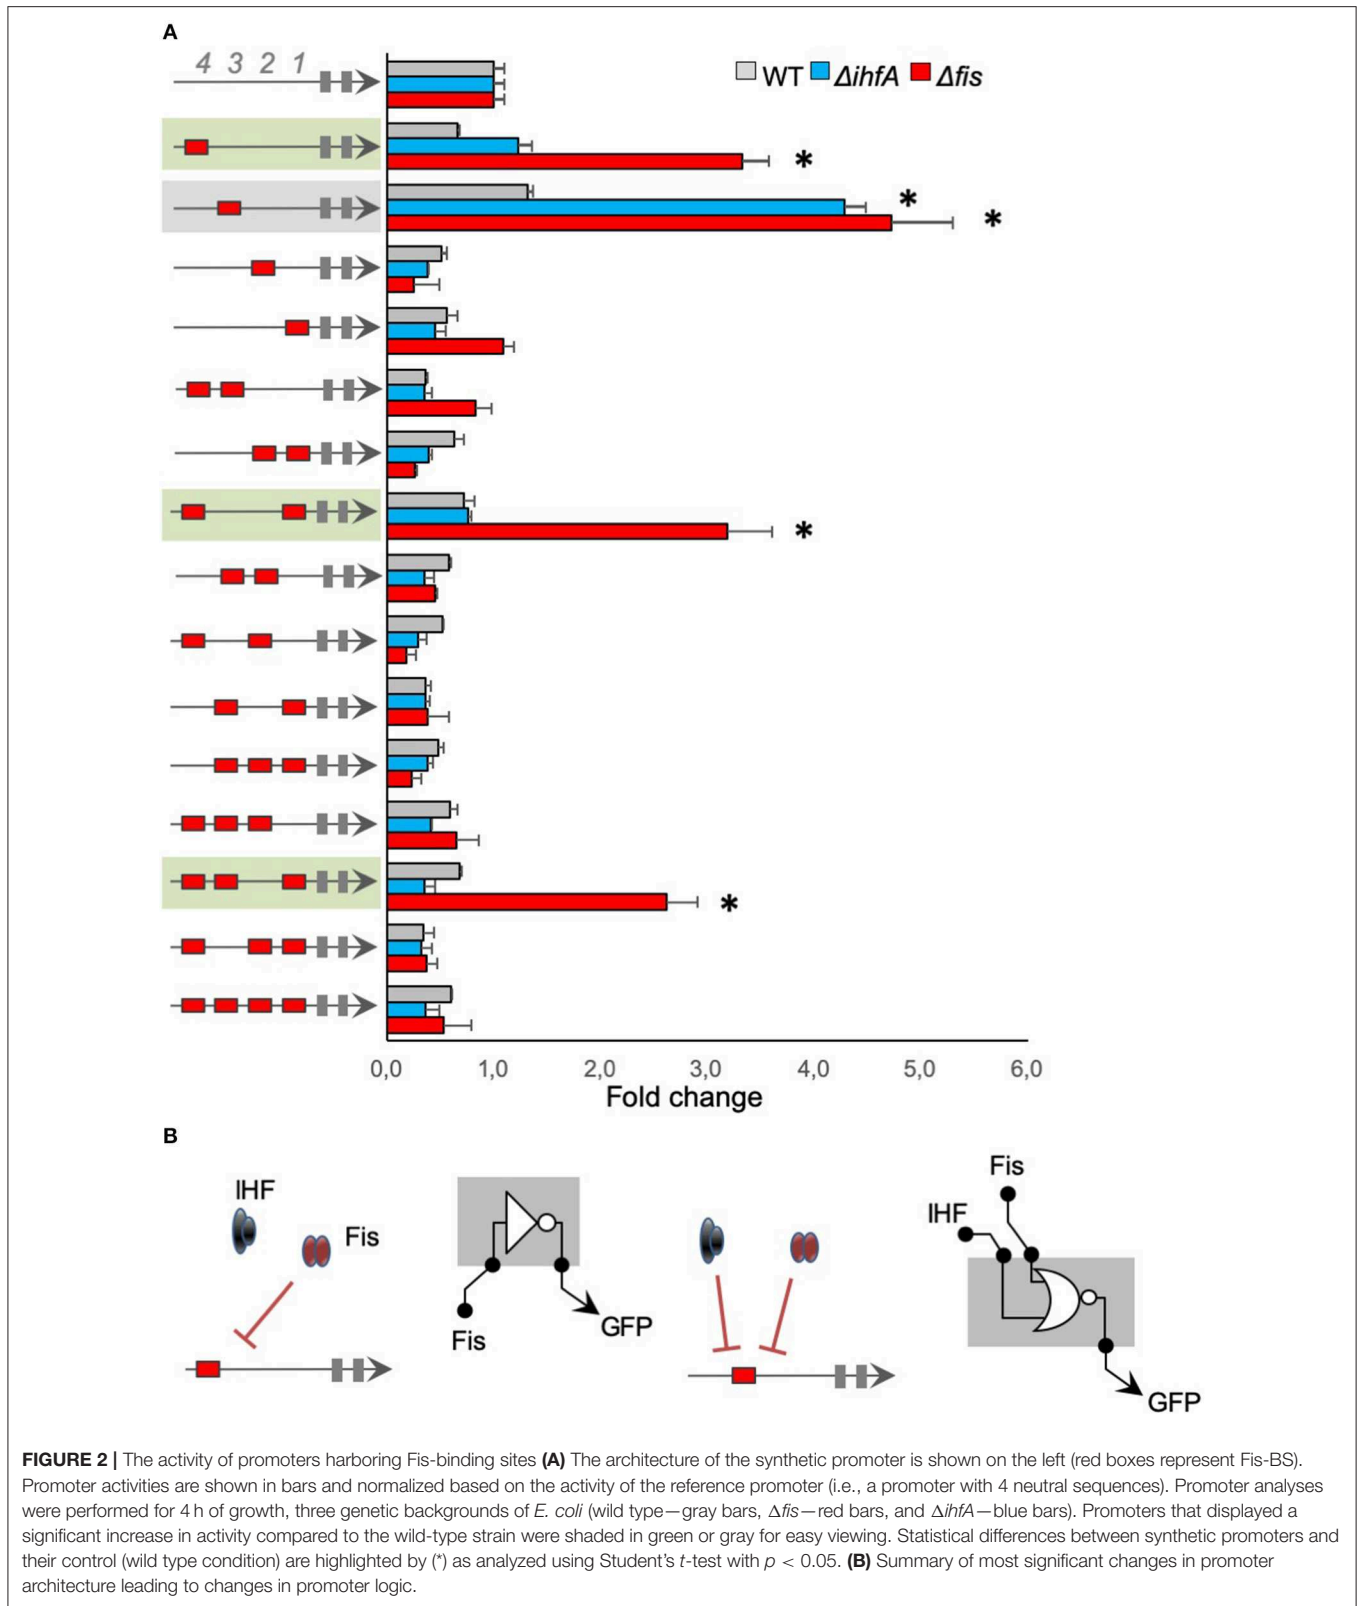 A
4 3 2 1
WT ΔihfA Δfis
*
*
*
*
*
0,0 1,0 2,0 3,0 4,0 5,0 6,0
Fold change
B
IHF
Fis
Fis
GFP
Fis
IHF
GFP
FIGURE 2 | The activity of promoters harboring Fis-binding sites (A) The architecture of the synthetic promoter is shown on the left (red boxes represent Fis-BS).
Promoter activities are shown in bars and normalized based on the activity of the reference promoter (i.e., a promoter with 4 neutral sequences). Promoter analyses
were performed for 4 h of growth, three genetic backgrounds of E. coli (wild type—gray bars, Δfis—red bars, and ΔihfA—blue bars). Promoters that displayed a
significant increase in activity compared to the wild-type strain were shaded in green or gray for easy viewing. Statistical differences between synthetic promoters and
their control (wild type condition) are highlighted by (*) as analyzed using Student's t-test with p < 0.05. (B) Summary of most significant changes in promoter
architecture leading to changes in promoter logic.